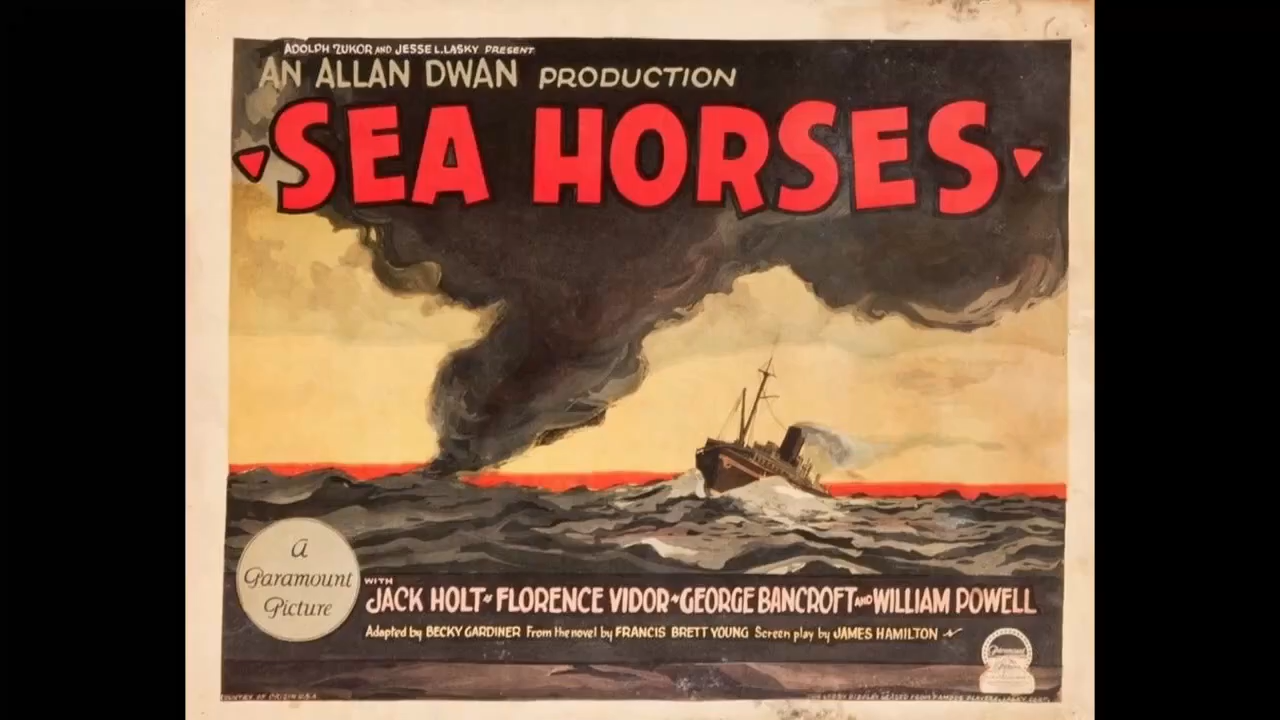 ADOLPH ZUKOR AND JESSE L. LASKY PRESENT
AN ALLAN DWAN PRODUCTION
SEA HORSES
a
Paramount
Picture
WITH
JACK HOLT - FLORENCE VIDOR - GEORGE BANCROFT AND WILLIAM POWELL
Adapted by BECKY GARDINER From the novel by FRANCIS BRETT YOUNG Screen play by JAMES HAMILTON
Paramount
COUNTRY OF ORIGIN U.S.A.